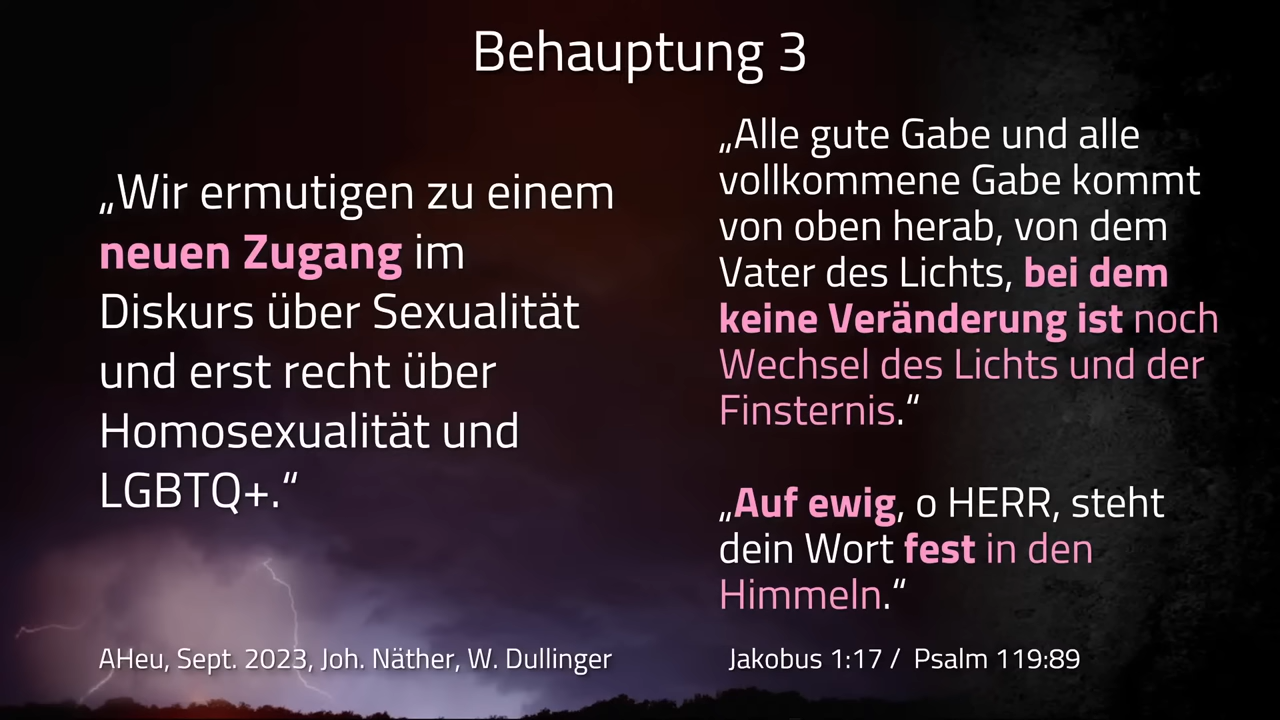 Behauptung 3
„Wir ermutigen zu einem
neuen Zugang im
Diskurs über Sexualität
und erst recht über
Homosexualität und
LGBTQ+.“
AHeu, Sept. 2023, Joh. Näther, W. Dullinger
„Alle gute Gabe und alle
vollkommene Gabe kommt
von oben herab, von dem
Vater des Lichts, bei dem
keine Veränderung ist noch
Wechsel des Lichts und der
Finsternis.“
„Auf ewig, o HERR, steht
dein Wort fest in den
Himmeln.“
Jakobus 1:17 / Psalm 119:89